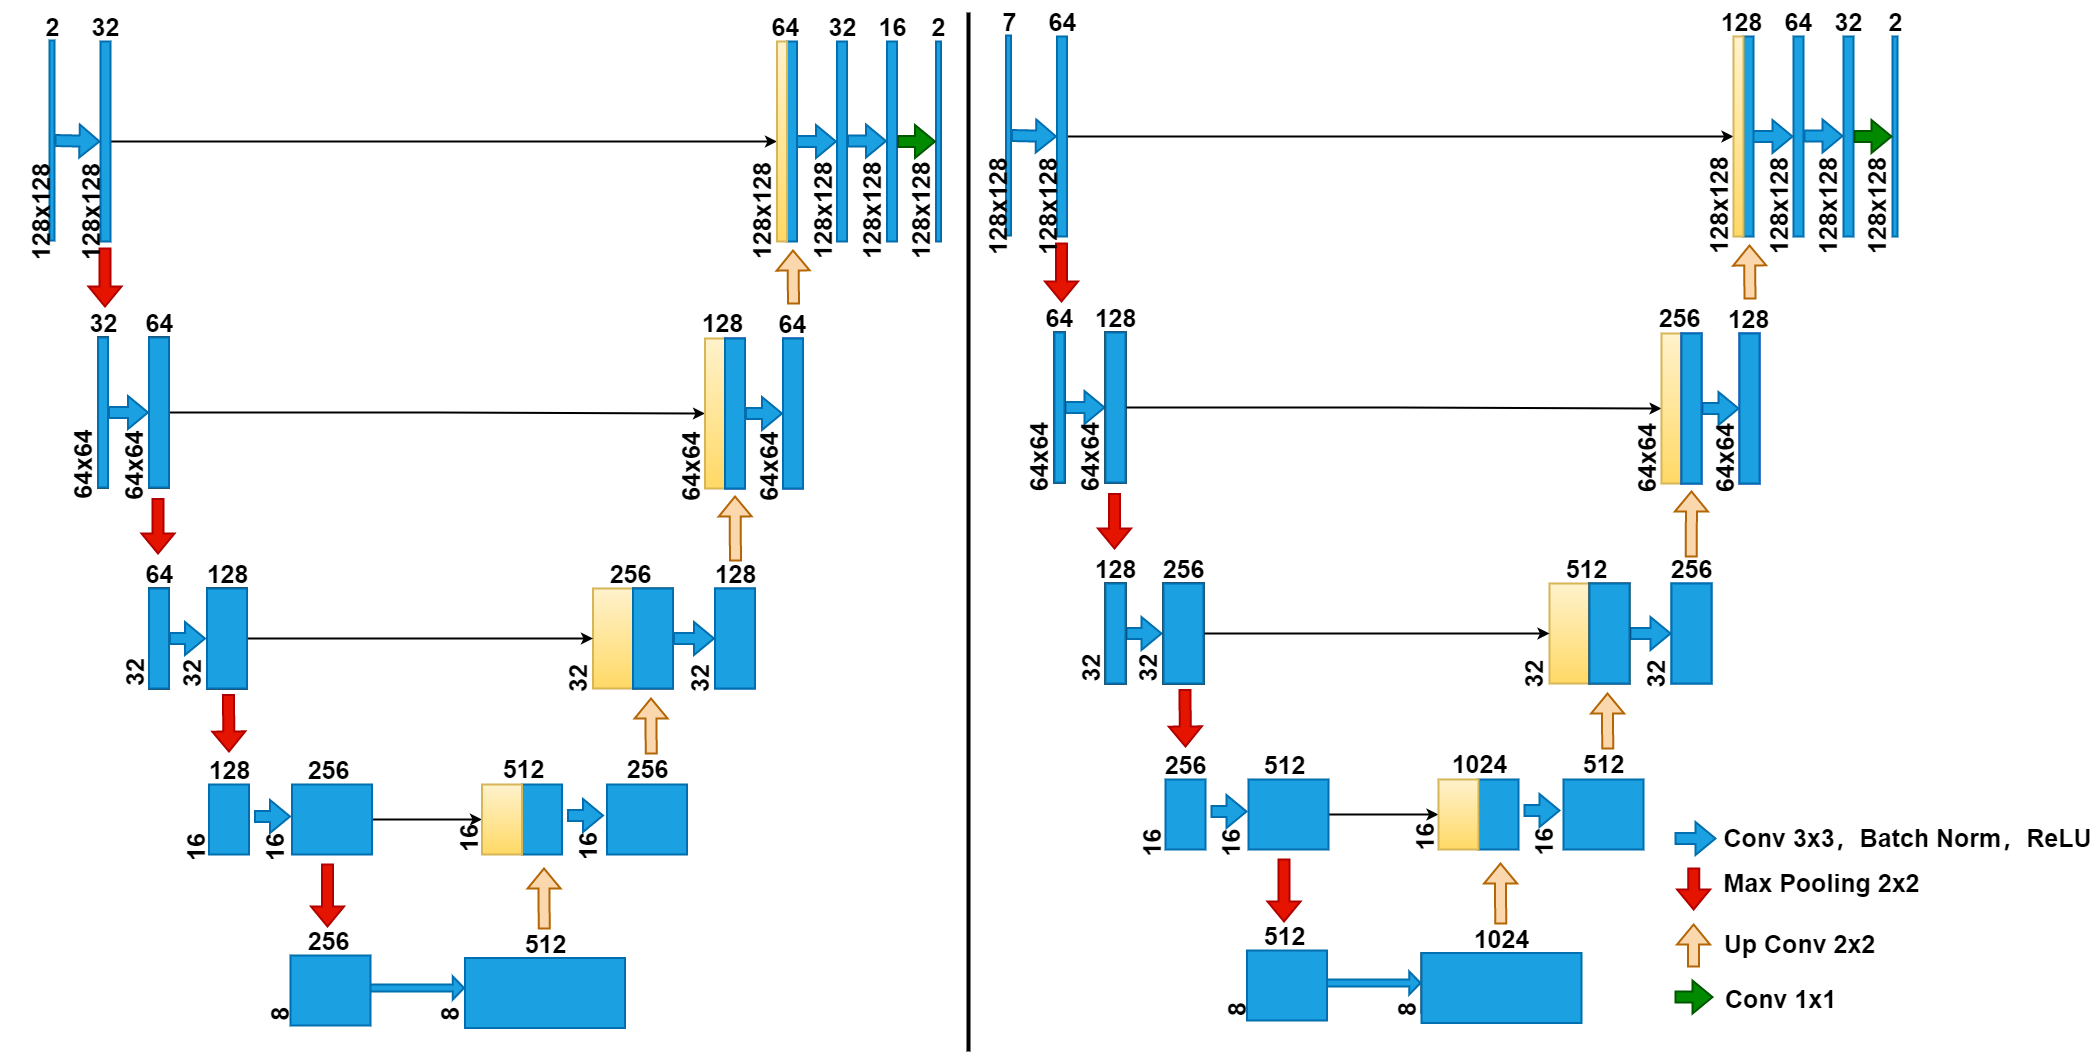 2 32 64 32 16 2
128x128 128x128 128x128 128x128 128x128 128x128
32 64 128 64
64x64 64x64 64x64 64x64
64 128 256 128
32 32 32 32
128 256 512 256
16 16 16 16
256 512
8 8
7 64 128 64 32 2
128x128 128x128 128x128 128x128 128x128 128x128
64 128 256 128
64x64 64x64 64x64 64x64
128 256 512 256
32 32 32 32
256 512 1024 512
16 16 16 16
512 1024
8 8
Conv 3x3, Batch Norm, ReLU
Max Pooling 2x2
Up Conv 2x2
Conv 1x1